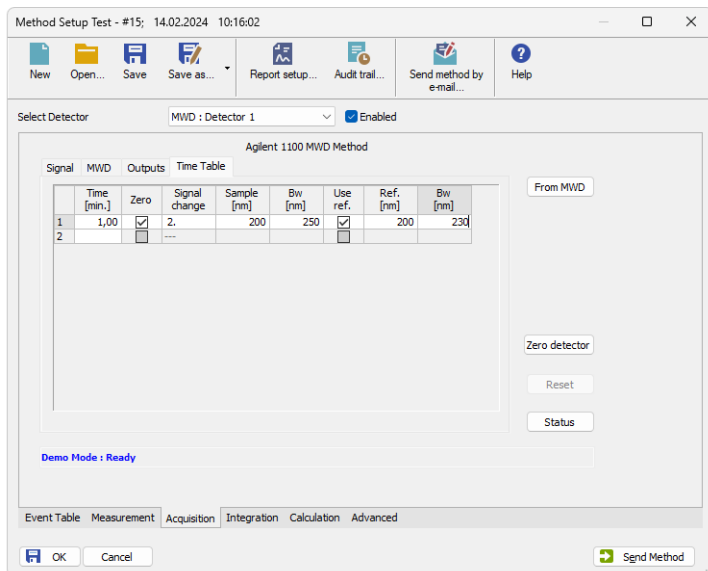 Method Setup Test - #15; 14.02.2024 10:16:02
New Open... Save Save as... Report setup... Audit trail... Send method by e-mail... Help
Select Detector MWD : Detector 1 Enabled
Agilent 1100 MWD Method
Signal MWD Outputs Time Table
From MWD
Time [min.] Zero Signal change Sample [nm] Bw [nm] Use ref. Ref. [nm] Bw [nm]
1 1,00 2. 200 250 200 230
2 ---
Zero detector
Reset
Status
Demo Mode : Ready
Event Table Measurement Acquisition Integration Calculation Advanced
OK Cancel Send Method